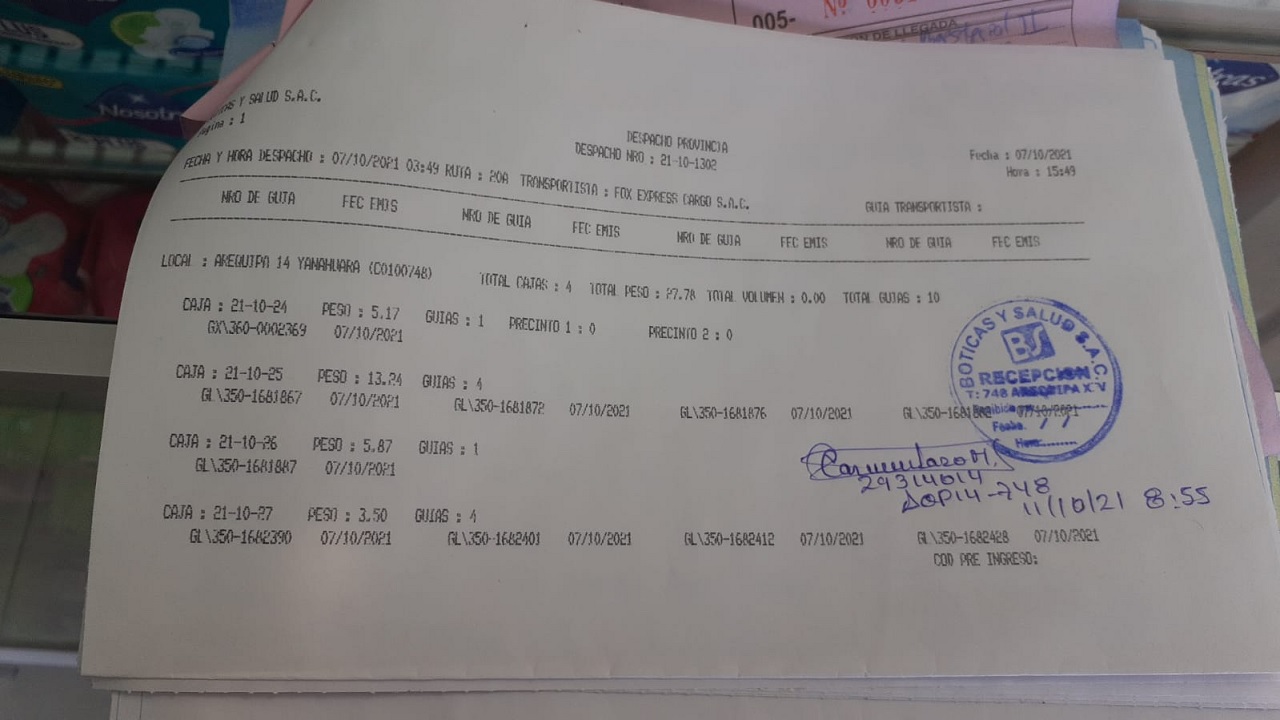 Nosotr
005- Nº
N DE LLEGADA
Y SALUD S.A.C.
Página : 1
DESPACHO PROVINCIA
DESPACHO NRO : 21-10-1302
Fecha : 07/10/2021
Hora : 15:49
FECHA Y HORA DESPACHO : 07/10/2021 03:49 RUTA : 20A TRANSPORTISTA : FOX EXPRESS CARGO S.A.C.
GUIA TRANSPORTISTA :
NRO DE GUIA FEC EMIS NRO DE GUIA FEC EMIS NRO DE GUIA FEC EMIS NRO DE GUIA FEC EMIS
LOCAL : AREQUIPA 14 YANAHUARA (C0100748) TOTAL CAJAS : 4 TOTAL PESO : 27.78 TOTAL VOLUMEN : 0.00 TOTAL GUIAS : 10
CAJA : 21-10-24 PESO : 5.17 GUIAS : 1 PRECINTO 1 : 0 PRECINTO 2 : 0
GX\360-0002369 07/10/2021
CAJA : 21-10-25 PESO : 13.24 GUIAS : 4
GL\350-1681867 07/10/2021 GL\350-1681872 07/10/2021 GL\350-1681876 07/10/2021 07/10/2021
CAJA : 21-10-26 PESO : 5.87 GUIAS : 1
GL\350-1681887 07/10/2021
CAJA : 21-10-27 PESO : 3.50 GUIAS : 4
GL\350-1682390 07/10/2021 GL\350-1682401 07/10/2021 GL\350-1682412 07/10/2021 GL\350-1682428 07/10/2021
COD PRE INGRESO:
BOTICAS Y SALUD S.A.C.
BS
RECEPCION
T: 748 AREQUIPA XIV
Recibido
Fecha.
Hora:
29314614
DOP14-748
11/10/21 8:55